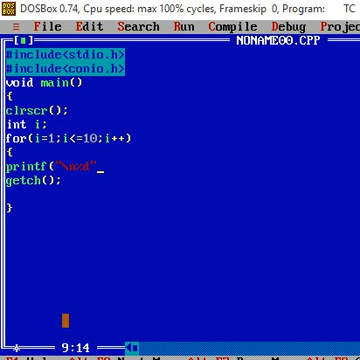 DOSBox 0.74, Cpu speed: max 100% cycles, Frameskip 0, Program: TC
≡ File Edit Search Run Compile Debug Projec
[■] NONAME00.CPP
#include<stdio.h>
#include<conio.h>
void main()
{
clrscr();
int i;
for(i=1;i<=10;i++)
{
printf("\n%d"_
getch();
}
9:14